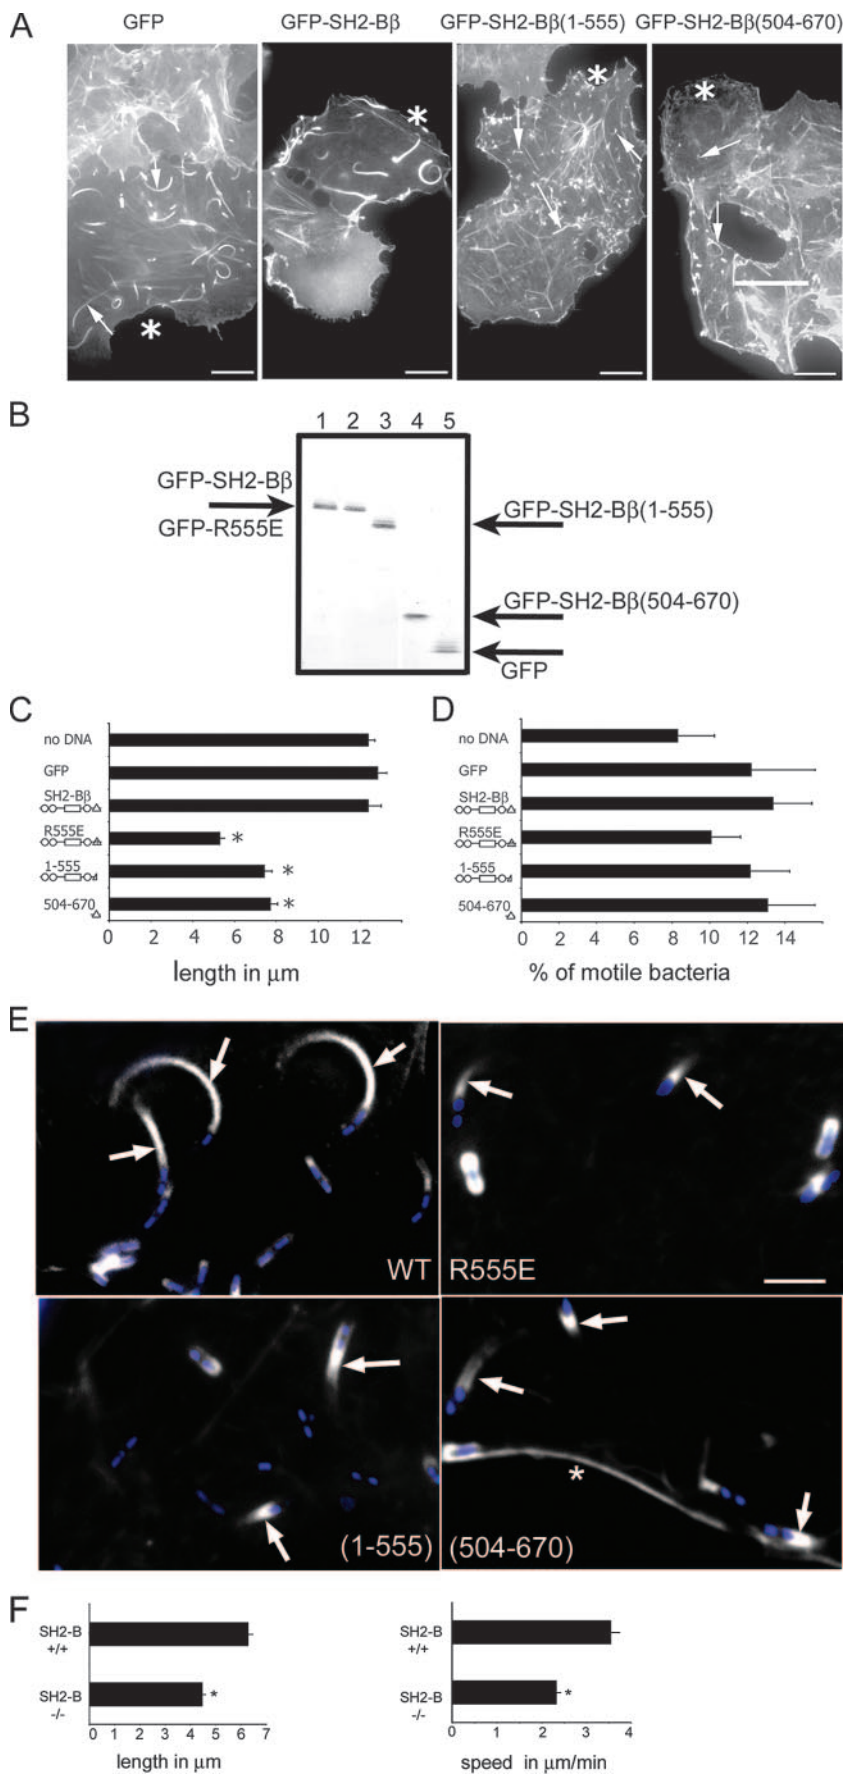 A
GFP GFP-SH2-Bβ GFP-SH2-Bβ(1-555) GFP-SH2-Bβ(504-670)
*
*
*
*
B
1 2 3 4 5
GFP-SH2-Bβ
GFP-R555E
GFP-SH2-Bβ(1-555)
GFP-SH2-Bβ(504-670)
GFP
C
no DNA
GFP
SH2-Bβ
R555E
*
1-555
*
504-670
*
0 2 4 6 8 10 12
length in μm
D
no DNA
GFP
SH2-Bβ
R555E
1-555
504-670
0 2 4 6 8 10 12 14
% of motile bacteria
E
WT
R555E
(1-555)
*
(504-670)
F
SH2-B
+/+
SH2-B
-/-
*
0 1 2 3 4 5 6 7
length in μm
SH2-B
+/+
SH2-B
-/-
*
0 1 2 3 4
speed in μm/min